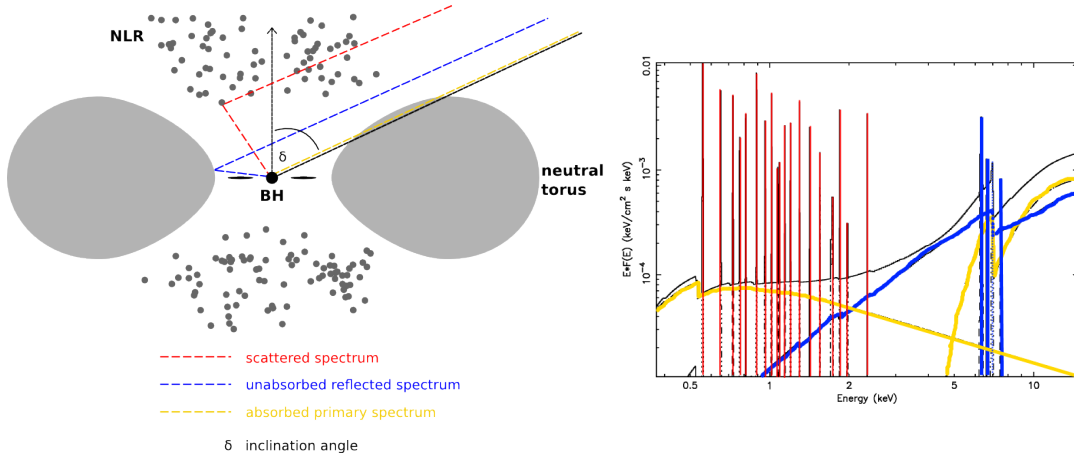 NLR
δ
BH
neutral
torus
scattered spectrum
unabsorbed reflected spectrum
absorbed primary spectrum
δ inclination angle
E*F(E) (keV/cm² s keV)
0.01
10⁻³
10⁻⁴
0.5 1 2 5 10
Energy (keV)